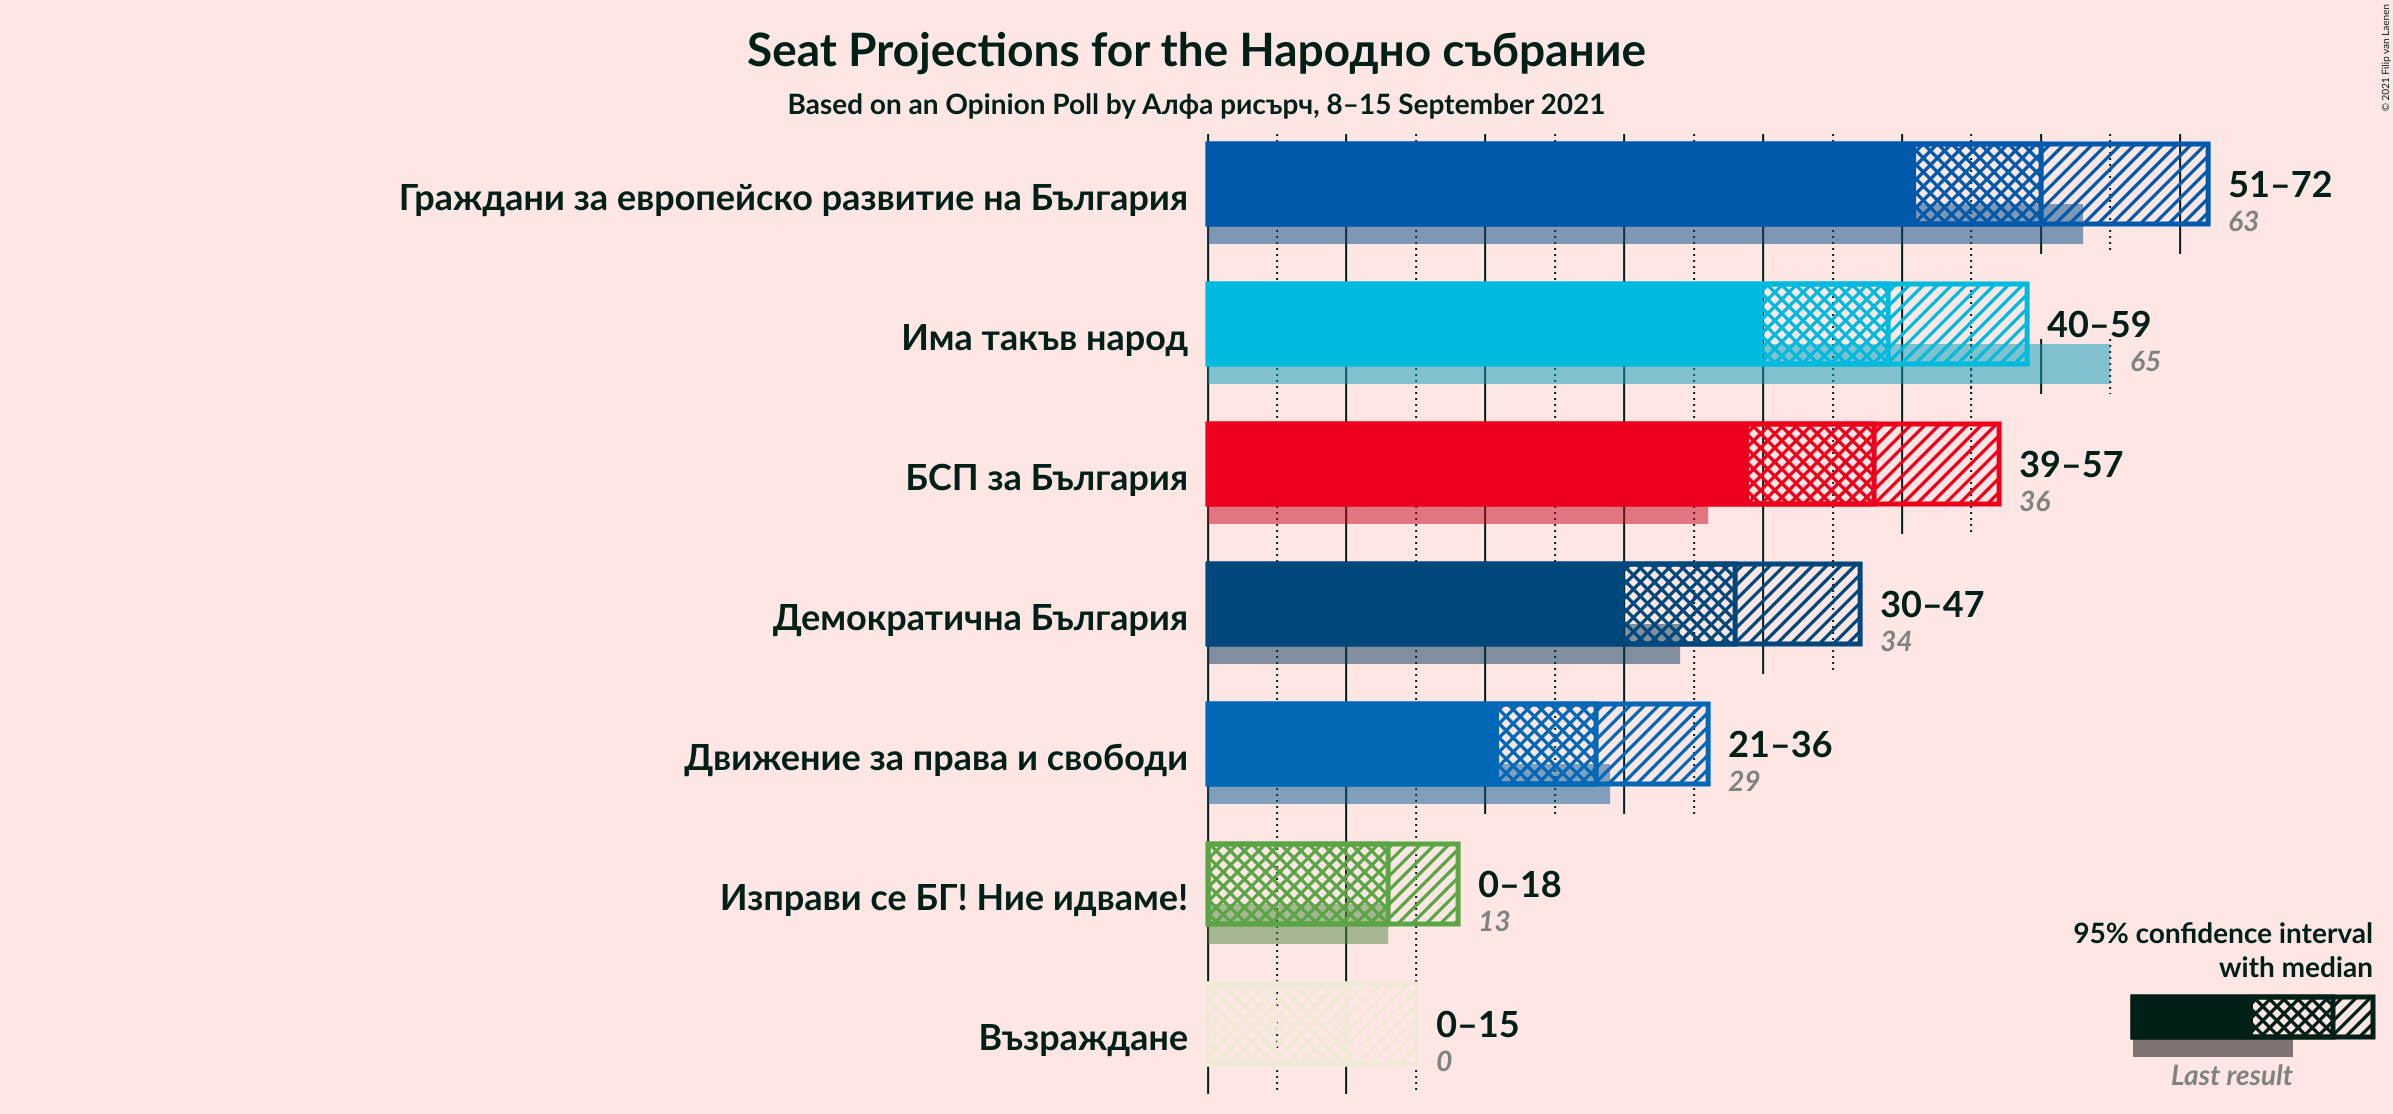 Seat Projections for the Народно събрание
Based on an Opinion Poll by Алфа рисърч, 8–15 September 2021
© 2021 Filip van Laenen
Граждани за европейско развитие на България
51–72
63
Има такъв народ
40–59
65
БСП за България
39–57
36
Демократична България
30–47
34
Движение за права и свободи
21–36
29
Изправи се БГ! Ние идваме!
0–18
13
Възраждане
0–15
0
95% confidence interval
with median
Last result